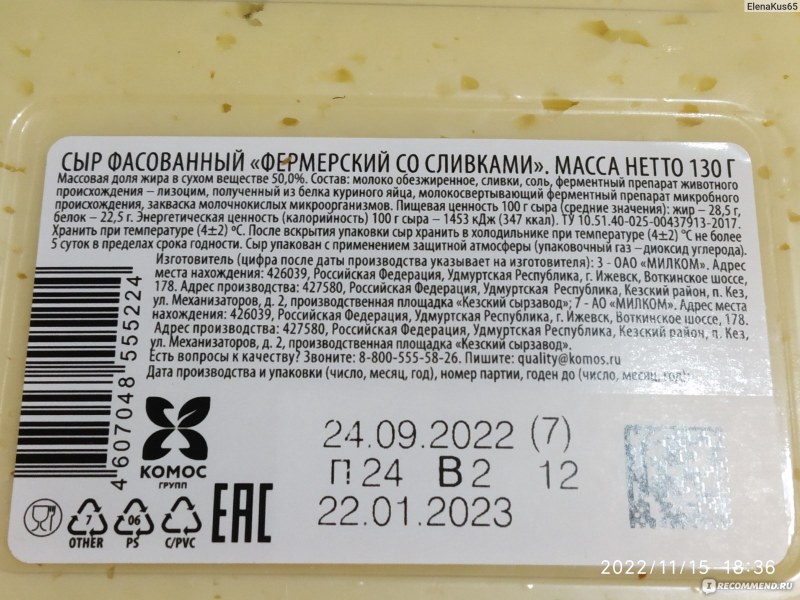 ElenaKus65
СЫР ФАСОВАННЫЙ «ФЕРМЕРСКИЙ СО СЛИВКАМИ». МАССА НЕТТО 130 Г
Массовая доля жира в сухом веществе 50,0%. Состав: молоко обезжиренное, сливки, соль, ферментный препарат животного
происхождения – лизоцим, полученный из белка куриного яйца, молокосвертывающий ферментный препарат микробного
происхождения, закваска молочнокислых микроорганизмов. Пищевая ценность 100 г сыра (средние значения): жир – 28,5 г,
белок – 22,5 г. Энергетическая ценность (калорийность) 100 г сыра – 1453 кДж (347 ккал). ТУ 10.51.40-025-00437913-2017.
Хранить при температуре (4±2) °С. После вскрытия упаковки сыр хранить в холодильнике при температуре (4±2) °С не более
5 суток в пределах срока годности. Сыр упакован с применением защитной атмосферы (упаковочный газ –диоксид углерода).
Изготовитель (цифра после даты производства указывает на изготовителя): 3 - ОАО «МИЛКОМ». Адрес
места нахождения: 426039, Российская Федерация, Удмуртская Республика, г. Ижевск, Воткинское шоссе,
178. Адрес производства: 427580, Российская Федерация, Удмуртская Республика, Кезский район, п. Кез,
ул. Механизаторов, д. 2, производственная площадка «Кезский сырзавод»; 7 - АО «МИЛКОМ». Адрес места
нахождения: 426039, Российская Федерация, Удмуртская Республика, г. Ижевск, Воткинское шоссе, 178.
Адрес производства: 427580, Российская Федерация, Удмуртская Республика, Кезский район, п. Кез,
ул. Механизаторов, д. 2, производственная площадка «Кезский сырзавод».
Есть вопросы к качеству? Звоните: 8-800-555-58-26. Пишите: quality@komos.ru
Дата производства и упаковки (число, месяц, год), номер партии, годен до (число, месяц, год):
4 607048 555224
КОМОС
ГРУПП
24.09.2022 (7)
П 24 В2 12
22.01.2023
7
OTHER
06
PS
C/PVC
EAC
2022/11/15 18:36
IRECOMMEND.RU